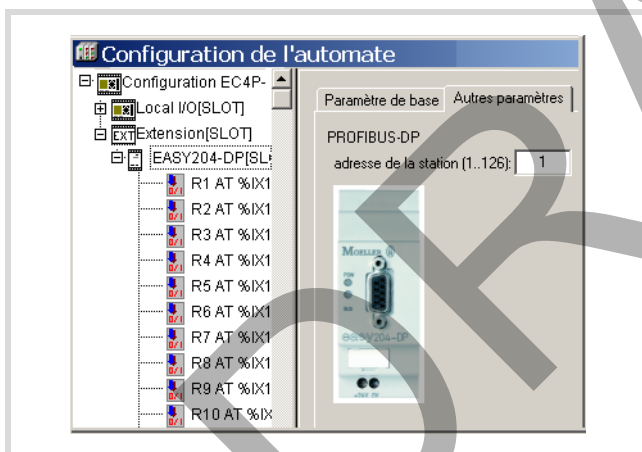 Configuration de l'automate
Configuration EC4P-
Local I/O[SLOT]
EXT Extension[SLOT]
EASY204-DP[SL
R1 AT %IX1
R2 AT %IX1
R3 AT %IX1
R4 AT %IX1
R5 AT %IX1
R6 AT %IX1
R7 AT %IX1
R8 AT %IX1
R9 AT %IX1
R10 AT %IX
Paramètre de base
Autres paramètres
PROFIBUS-DP
adresse de la station (1..126): 1
MOELLER
POW
BUS
EASY204-DP